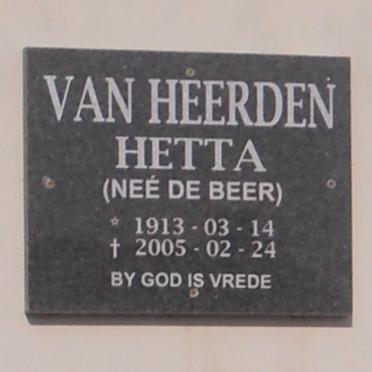 VAN HEERDEN
HETTA
(NEÉ DE BEER)
* 1913 - 03 - 14
† 2005 - 02 - 24
BY GOD IS VREDE